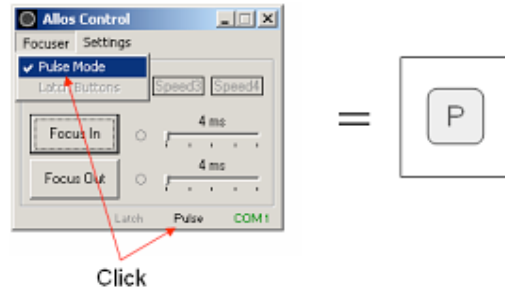 Allos Control
Focuser Settings
Pulse Mode
Latch Buttons Speed3 Speed4
4 ms
Focus In
4 ms
Focus Out
Latch Pulse COM1
Click
= P